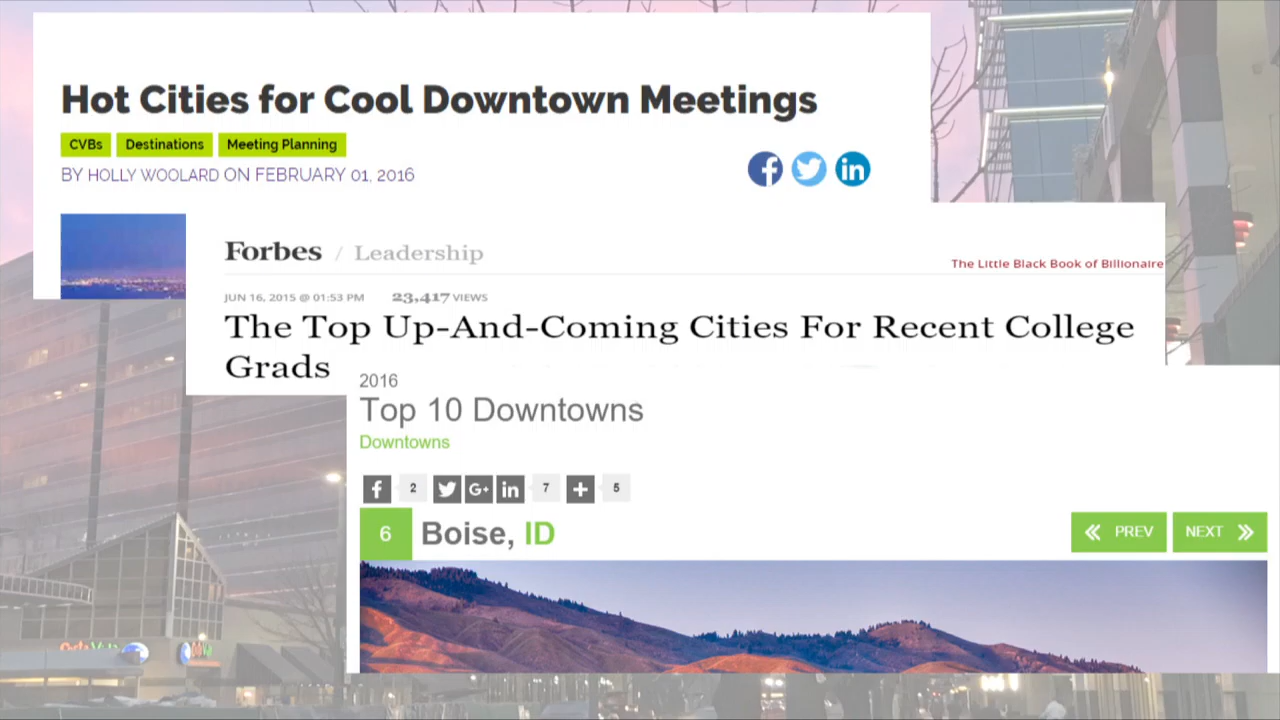 Hot Cities for Cool Downtown Meetings
CVBs Destinations Meeting Planning
BY HOLLY WOOLARD ON FEBRUARY 01, 2016
Forbes / Leadership
The Little Black Book of Billionaire
JUN 16, 2015 @ 01:53 PM 23,417 VIEWS
The Top Up-And-Coming Cities For Recent College
Grads
2016
Top 10 Downtowns
Downtowns
2 7 5
6 Boise, ID
PREV NEXT